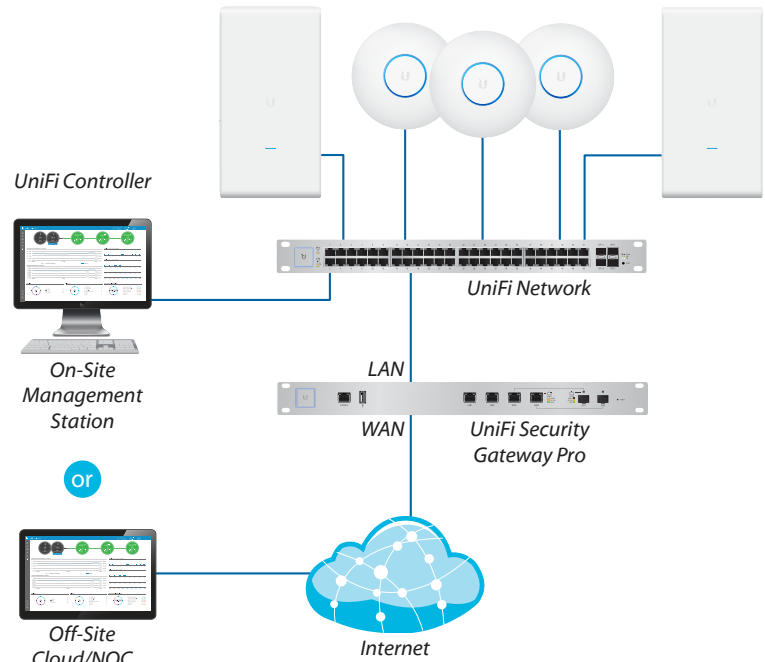 UniFi Controller
UniFi Network
On-Site
Management
Station
LAN
WAN
UniFi Security
Gateway Pro
or
Off-Site
Cloud/NOC
Internet